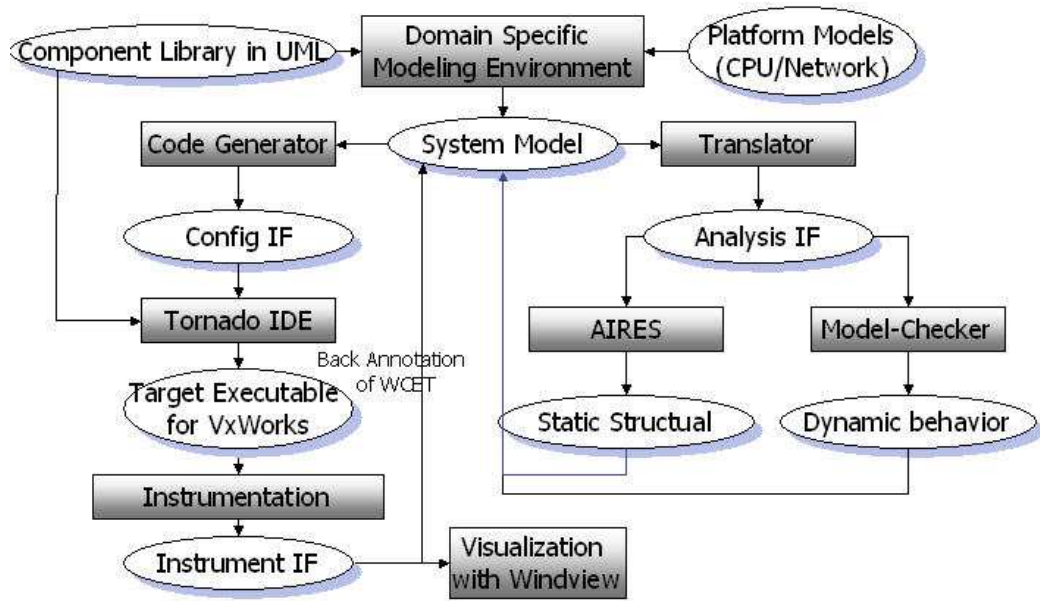 Component Library in UML
Domain Specific
Modeling Environment
Platform Models
(CPU/Network)
Code Generator
System Model
Translator
Config IF
Analysis IF
Tornado IDE
AIRES
Model-Checker
Back Annotation
of WCET
Target Executable
for VxWorks
Static Structual
Dynamic behavior
Instrumentation
Instrument IF
Visualization
with Windview